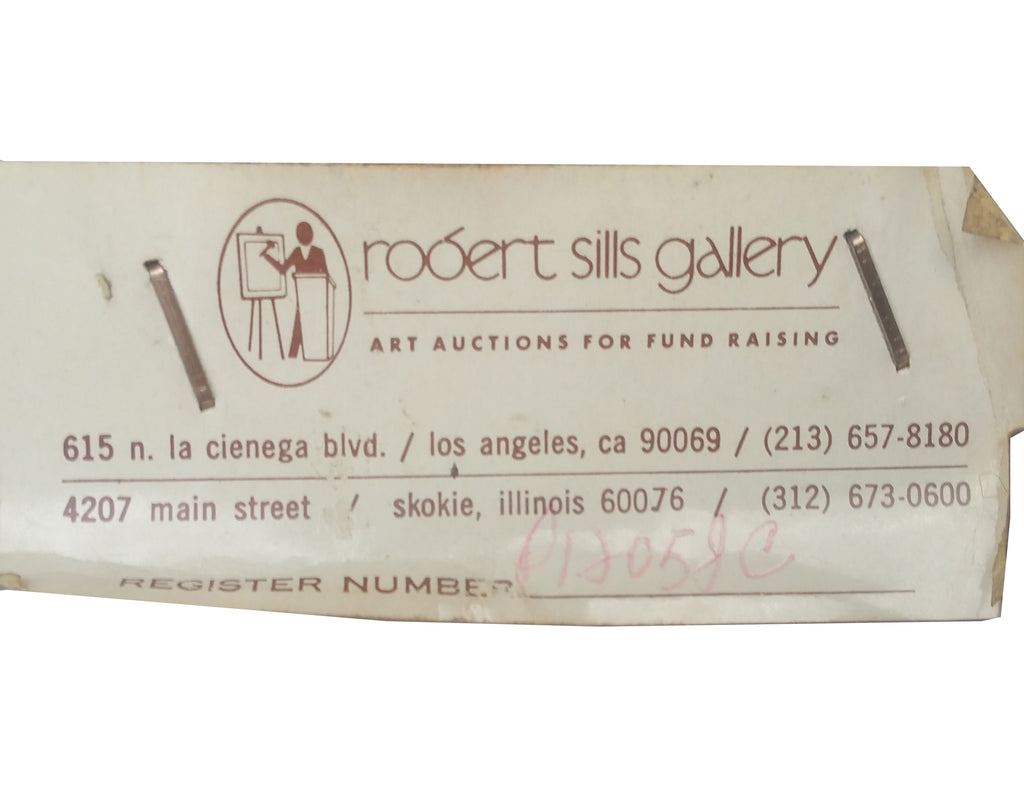 robert sills gallery
ART AUCTIONS FOR FUND RAISING
615 n. la cienega blvd. / los angeles, ca 90069 / (213) 657-8180
4207 main street / skokie, illinois 60076 / (312) 673-0600
REGISTER NUMBER